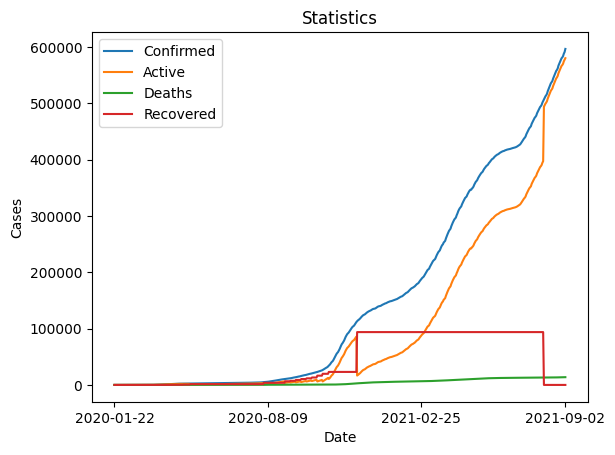 Statistics
Confirmed
Active
Deaths
Recovered
600000
500000
400000
300000
200000
100000
0
Cases
2020-01-22 2020-08-09 2021-02-25 2021-09-02
Date